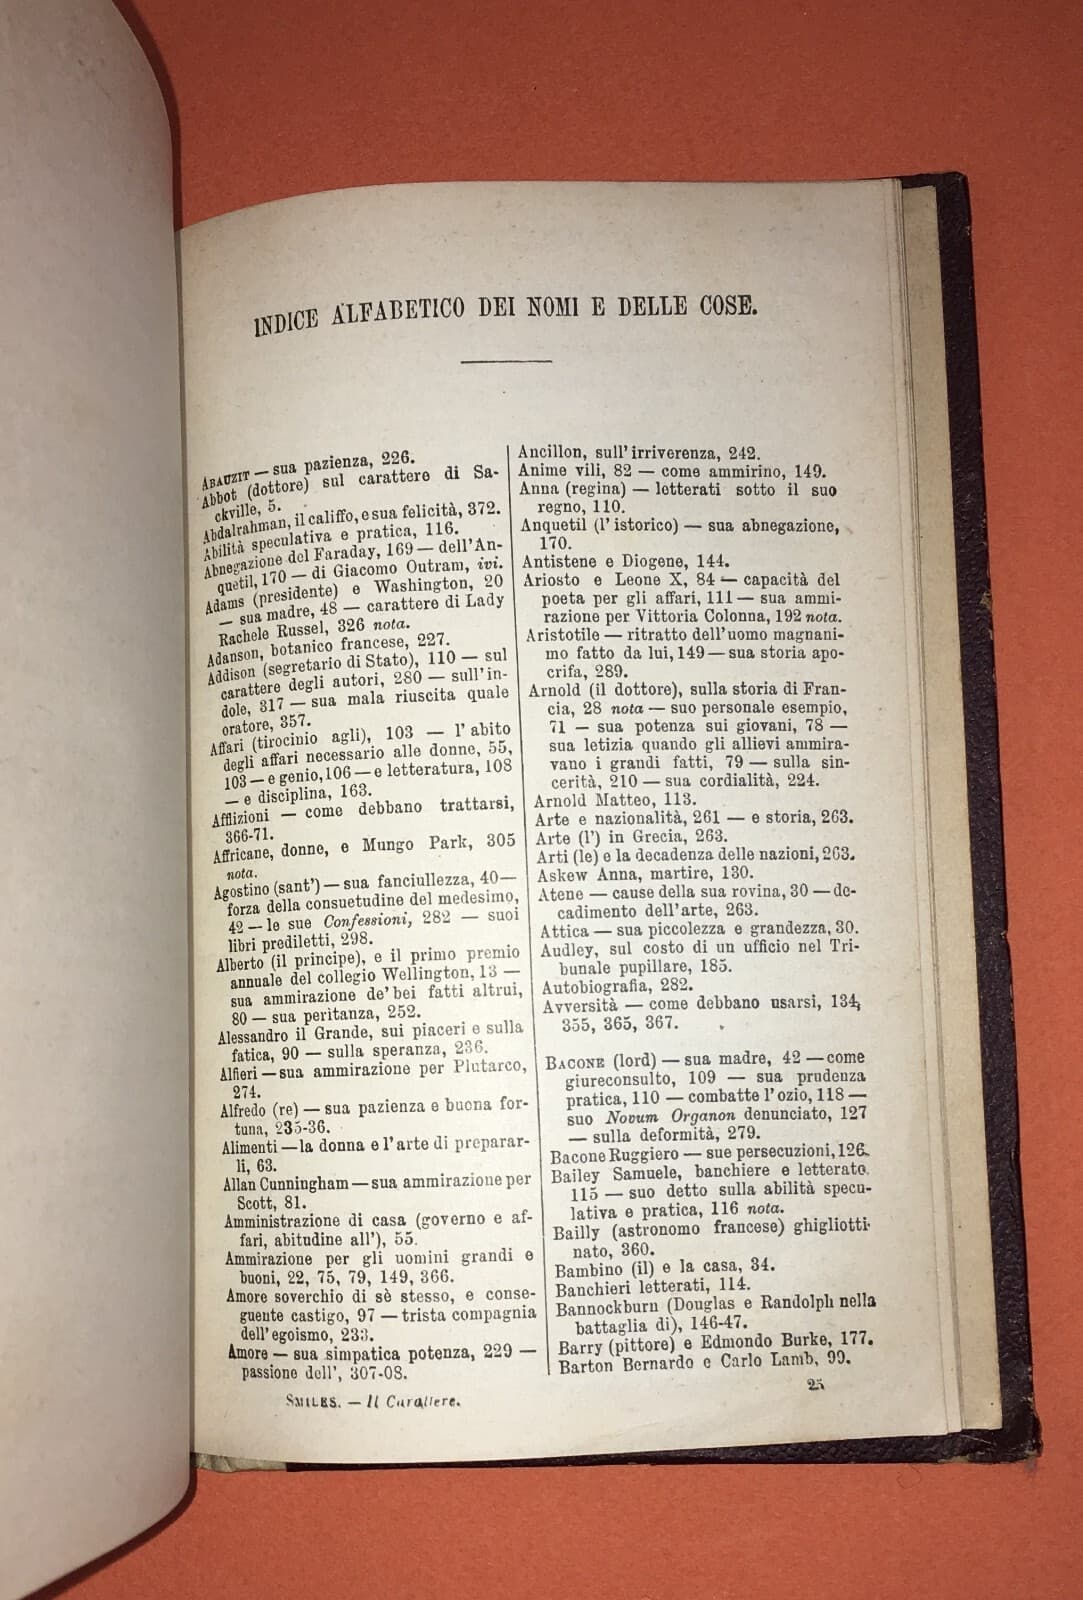 INDICE ALFABETICO DEI NOMI E DELLE COSE.
ABAUZIT — sua pazienza, 226.
Abbot (dottore) sul carattere di Sa-
ckville, 5.
Abdalrahman, il califfo, e sua felicità, 372.
Abilità speculativa e pratica, 116.
Abnegazione del Faraday, 169 — dell'An-
quetil, 170 — di Giacomo Outram, ivi.
Adams (presidente) e Washington, 20
— sua madre, 48 — carattere di Lady
Rachele Russel, 326 nota.
Adanson, botanico francese, 227.
Addison (segretario di Stato), 110 — sul
carattere degli autori, 280 — sull'in-
dole, 317 — sua mala riuscita quale
oratore, 357.
Affari (tirocinio agli), 103 — l'abito
degli affari necessario alle donne, 55,
103 — e genio, 106 — e letteratura, 108
— e disciplina, 163.
Afflizioni — come debbano trattarsi,
366-71.
Affricane, donne, e Mungo Park, 305
nota.
Agostino (sant') — sua fanciullezza, 40 —
forza della consuetudine del medesimo,
42 — le sue Confessioni, 282 — suoi
libri prediletti, 298.
Alberto (il principe), e il primo premio
annuale del collegio Wellington, 13 —
sua ammirazione de' bei fatti altrui,
80 — sua peritanza, 252.
Alessandro il Grande, sui piaceri e sulla
fatica, 90 — sulla speranza, 236.
Alfieri — sua ammirazione per Plutarco,
274.
Alfredo (re) — sua pazienza e buona for-
tuna, 235-36.
Alimenti — la donna e l'arte di preparar-
li, 63.
Allan Cunningham — sua ammirazione per
Scott, 81.
Amministrazione di casa (governo e af-
fari, abitudine all'), 55.
Ammirazione per gli uomini grandi e
buoni, 22, 75, 79, 149, 366.
Amore soverchio di sè stesso, e conse-
guente castigo, 97 — trista compagnia
dell'egoismo, 233.
Amore — sua simpatica potenza, 229 —
passione dell', 307-08.
Ancillon, sull'irriverenza, 242.
Anime vili, 82 — come ammirino, 149.
Anna (regina) — letterati sotto il suo
regno, 110.
Anquetil (l'istorico) — sua abnegazione,
170.
Antistene e Diogene, 144.
Ariosto e Leone X, 84 — capacità del
poeta per gli affari, 111 — sua ammi-
razione per Vittoria Colonna, 192 nota.
Aristotile — ritratto dell'uomo magnani-
mo fatto da lui, 149 — sua storia apo-
crifa, 289.
Arnold (il dottore), sulla storia di Fran-
cia, 28 nota — suo personale esempio,
71 — sua potenza sui giovani, 78 —
sua letizia quando gli allievi ammira-
vano i grandi fatti, 79 — sulla sin-
cerità, 210 — sua cordialità, 224.
Arnold Matteo, 113.
Arte e nazionalità, 261 — e storia, 263.
Arte (l') in Grecia, 263.
Arti (le) e la decadenza delle nazioni, 263.
Askew Anna, martire, 130.
Atene — cause della sua rovina, 30 — de-
cadimento dell'arte, 263.
Attica — sua piccolezza e grandezza, 30.
Audley, sul costo di un ufficio nel Tri-
bunale pupillare, 185.
Autobiografia, 282.
Avversità — come debbano usarsi, 134,
355, 365, 367.
BACONE (lord) — sua madre, 42 — come
giureconsulto, 109 — sua prudenza
pratica, 110 — combatte l'ozio, 118 —
suo Novum Organon denunciato, 127
— sulla deformità, 279.
Bacone Ruggiero — sue persecuzioni, 126.
Bailey Samuele, banchiere e letterato,
115 — suo detto sulla abilità specu-
lativa e pratica, 116 nota.
Bailly (astronomo francese) ghigliotti-
nato, 360.
Bambino (il) e la casa, 34.
Banchieri letterati, 114.
Bannockburn (Douglas e Randolph nella
battaglia di), 146-47.
Barry (pittore) e Edmondo Burke, 177.
Barton Bernardo e Carlo Lamb, 99.
SMILES. — Il Carattere.
25